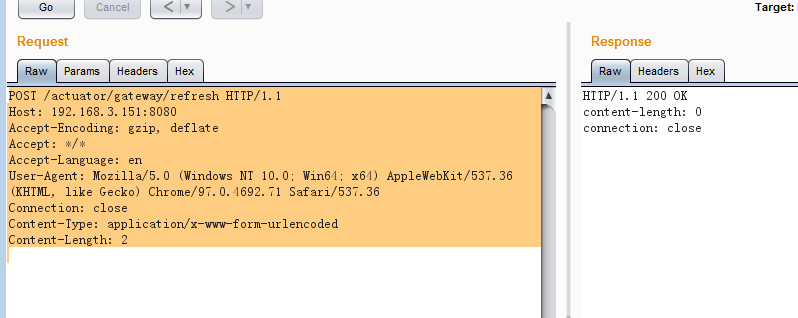 Go Cancel < >
Target:
Request
Raw Params Headers Hex
POST /actuator/gateway/refresh HTTP/1.1
Host: 192.168.3.151:8080
Accept-Encoding: gzip, deflate
Accept: */*
Accept-Language: en
User-Agent: Mozilla/5.0 (Windows NT 10.0; Win64; x64) AppleWebKit/537.36
(KHTML, like Gecko) Chrome/97.0.4692.71 Safari/537.36
Connection: close
Content-Type: application/x-www-form-urlencoded
Content-Length: 2
Response
Raw Headers Hex
HTTP/1.1 200 OK
content-length: 0
connection: close